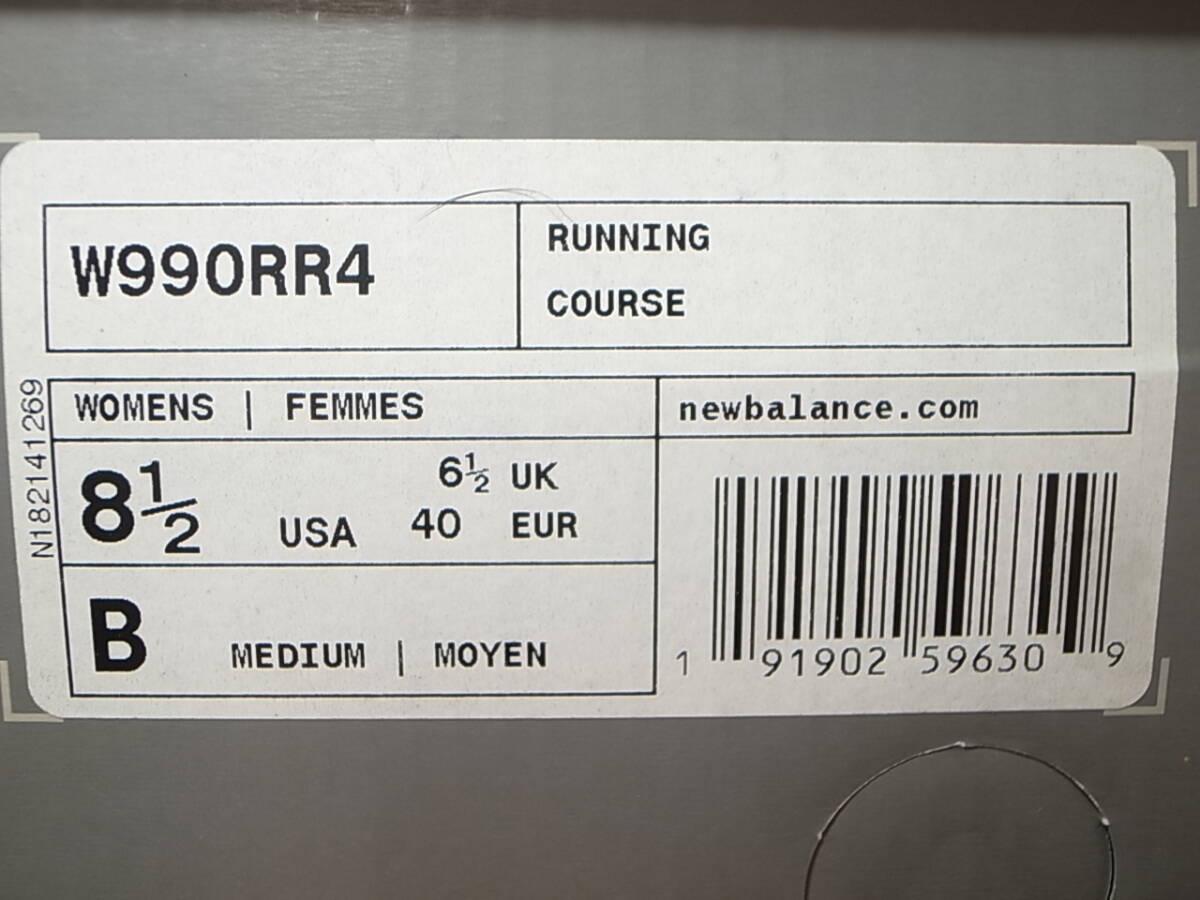 W990RR4
RUNNING
COURSE
N182141269
WOMENS | FEMMES
newbalance.com
8½ USA
6½ UK
40 EUR
B MEDIUM | MOYEN
1 91902 59630 9